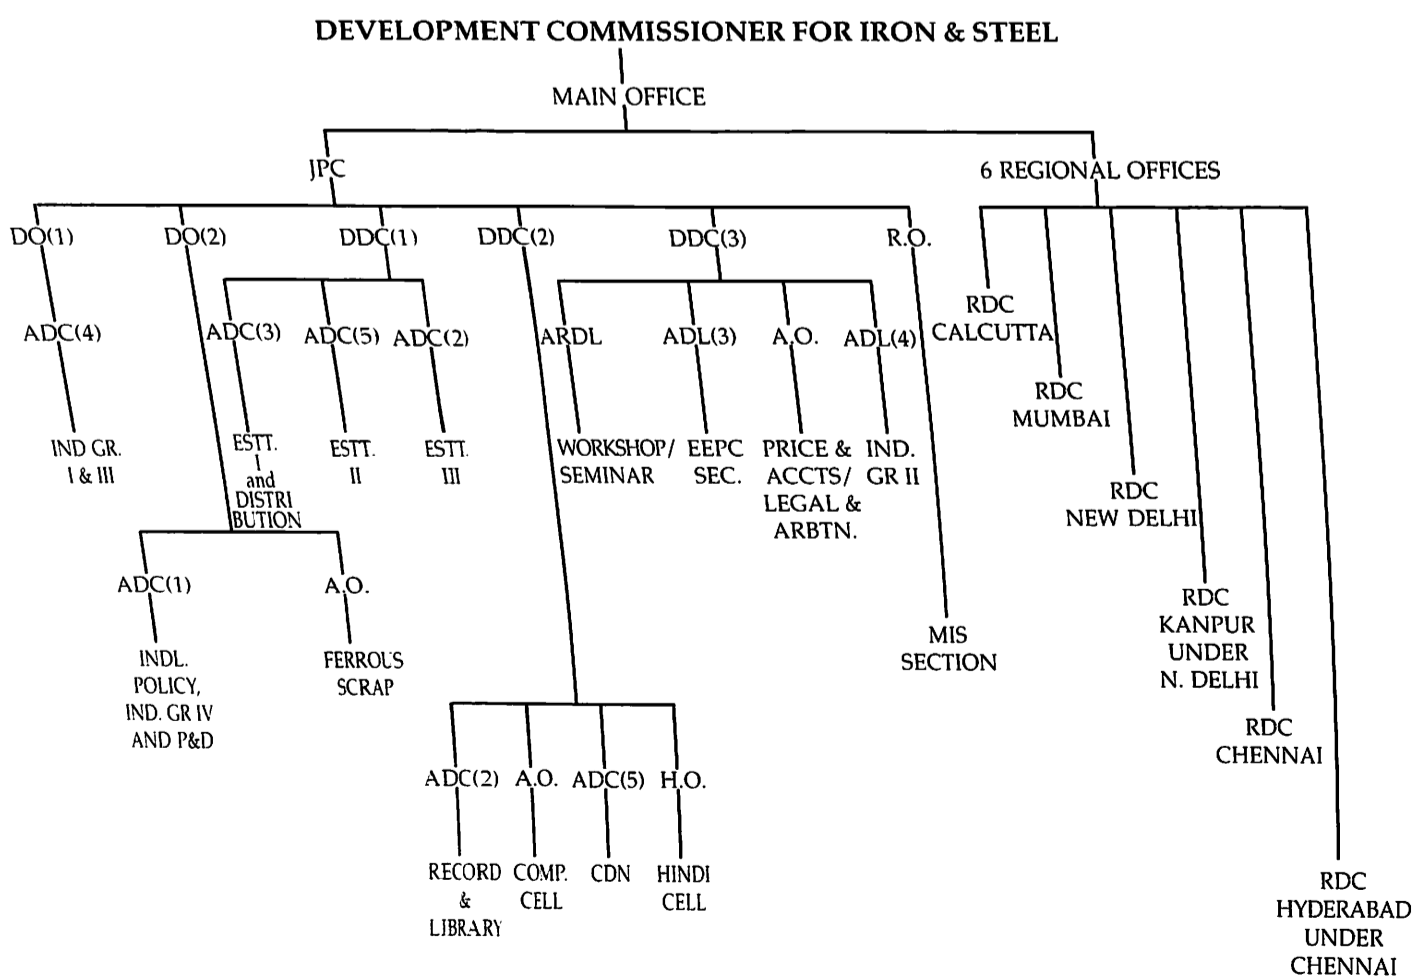 DEVELOPMENT COMMISSIONER FOR IRON & STEEL
MAIN OFFICE
JPC
6 REGIONAL OFFICES
DO(1)
DO(2)
DDC(1)
DDC(2)
DDC(3)
R.O.
ADC(4)
ADC(3)
ADC(5)
ADC(2)
ARDL
ADL(3)
A.O.
ADL(4)
IND GR.
I & III
ESTT.
I
and
DISTRI
BUTION
ESTT.
II
ESTT.
III
WORKSHOP/
SEMINAR
EEPC
SEC.
PRICE &
ACCTS/
LEGAL &
ARBTN.
IND.
GR II
ADC(1)
A.O.
INDL.
POLICY,
IND. GR IV
AND P&D
FERROUS
SCRAP
ADC(2)
A.O.
ADC(5)
H.O.
RECORD
&
LIBRARY
COMP.
CELL
CDN
HINDI
CELL
MIS
SECTION
RDC
CALCUTTA
RDC
MUMBAI
RDC
NEW DELHI
RDC
KANPUR
UNDER
N. DELHI
RDC
CHENNAI
RDC
HYDERABAD
UNDER
CHENNAI